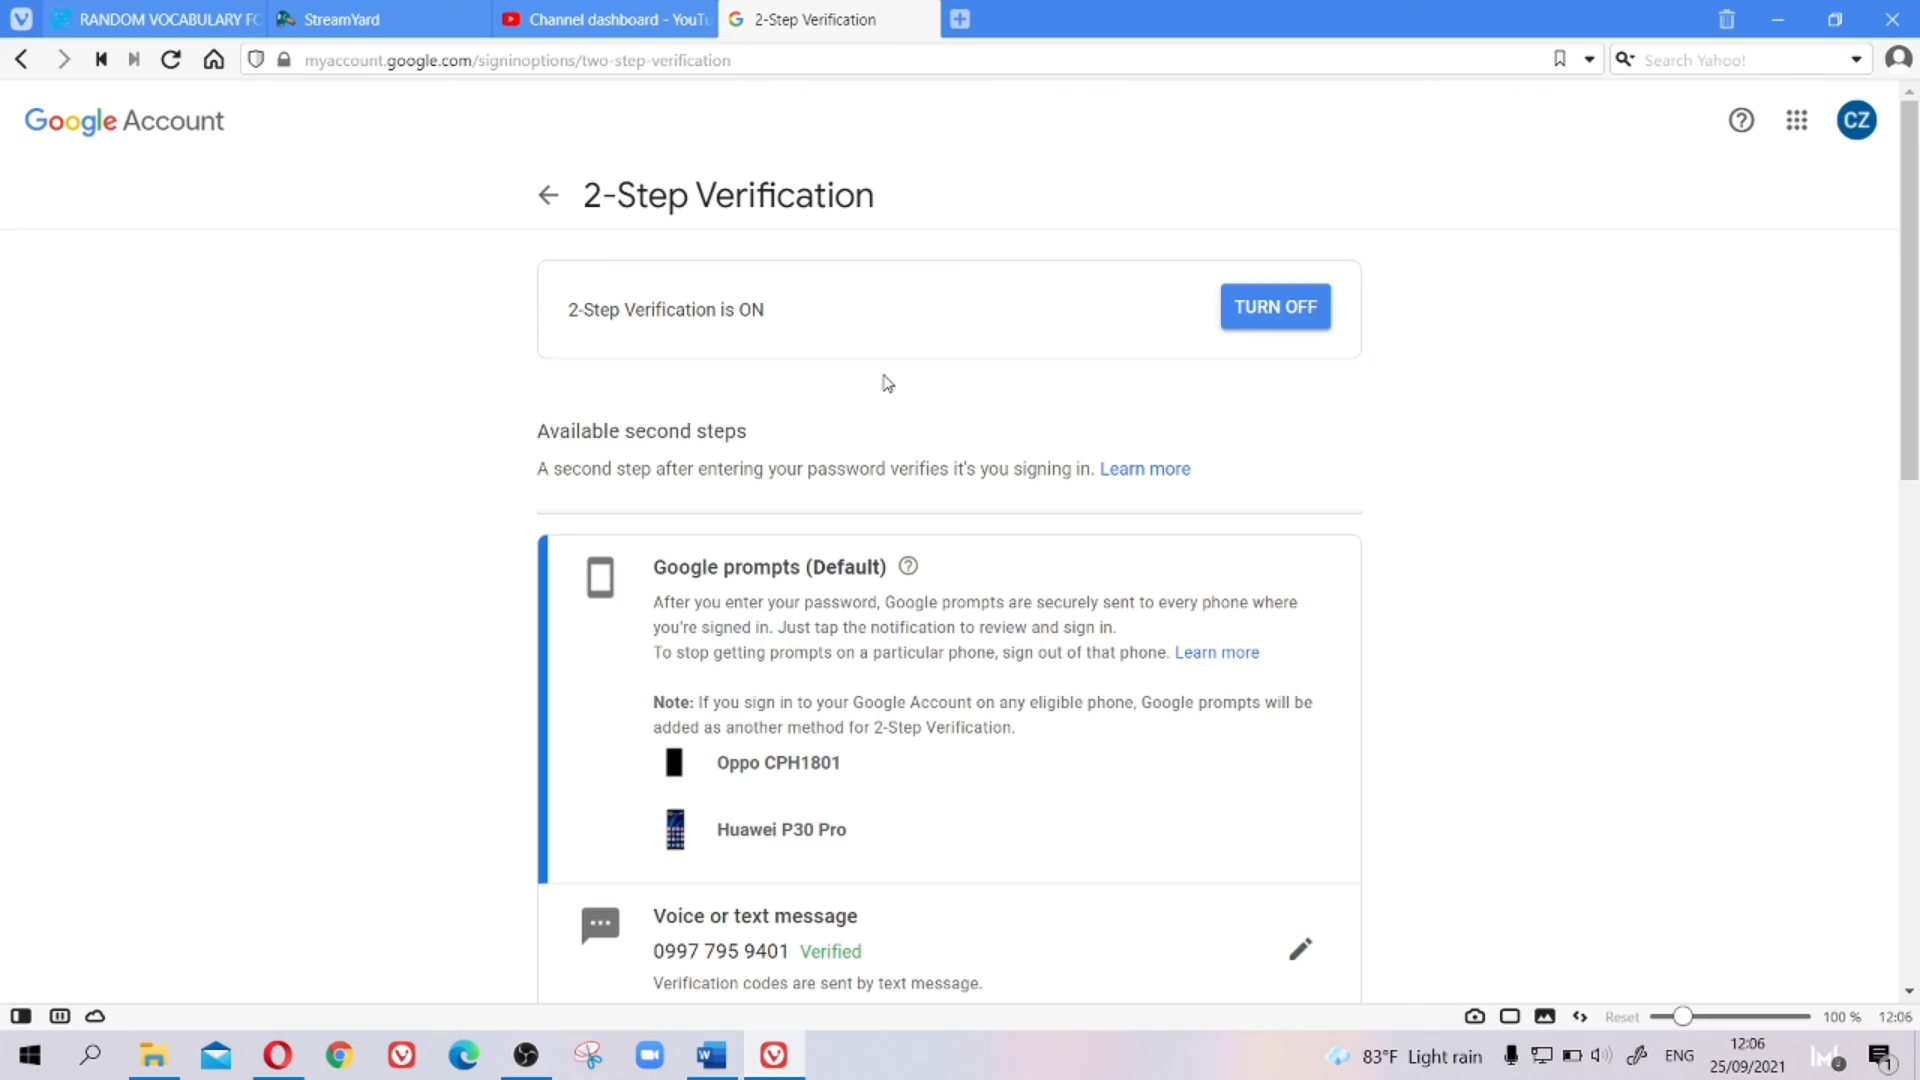 RANDOM VOCABULARY FO
StreamYard
Channel dashboard - YouTu
2-Step Verification
myaccount.google.com/signinoptions/two-step-verification
Search Yahoo!
Google Account
CZ
2-Step Verification
2-Step Verification is ON
TURN OFF
Available second steps
A second step after entering your password verifies it's you signing in. Learn more
Google prompts (Default)
After you enter your password, Google prompts are securely sent to every phone where
you're signed in. Just tap the notification to review and sign in.
To stop getting prompts on a particular phone, sign out of that phone. Learn more
Note: If you sign in to your Google Account on any eligible phone, Google prompts will be
added as another method for 2-Step Verification.
Oppo CPH1801
Huawei P30 Pro
Voice or text message
0997 795 9401 Verified
Verification codes are sent by text message.
Reset
100 %
12:06
83°F Light rain
ENG
12:06
25/09/2021
1